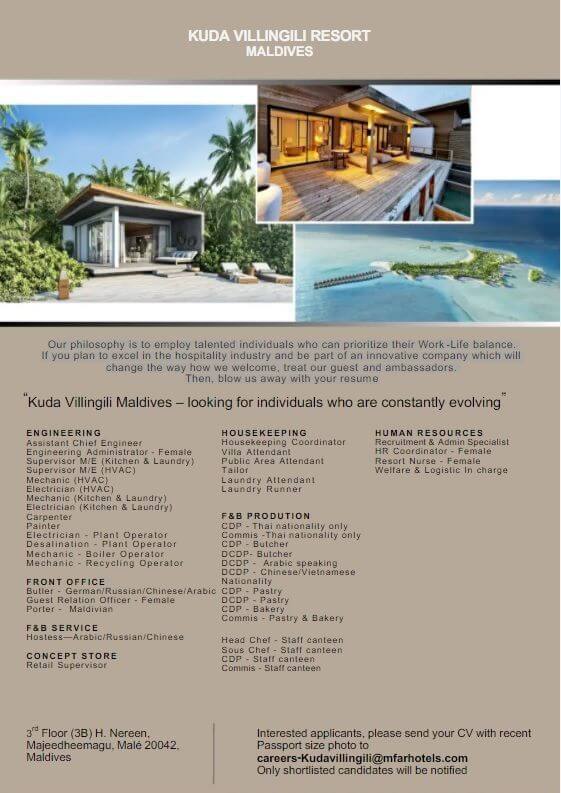 KUDA VILLINGILI RESORT
MALDIVES
Our philosophy is to employ talented individuals who can prioritize their Work-Life balance.
If you plan to excel in the hospitality industry and be part of an innovative company which will
change the way how we welcome, treat our guest and ambassadors.
Then, blow us away with your resume
“Kuda Villingili Maldives – looking for individuals who are constantly evolving”
ENGINEERING
Assistant Chief Engineer
Engineering Administrator - Female
Supervisor M/E (Kitchen & Laundry)
Supervisor M/E (HVAC)
Mechanic (HVAC)
Electrician (HVAC)
Mechanic (Kitchen & Laundry)
Electrician (Kitchen & Laundry)
Carpenter
Painter
Electrician - Plant Operator
Desalination - Plant Operator
Mechanic - Boiler Operator
Mechanic - Recycling Operator
FRONT OFFICE
Butler - German/Russian/Chinese/Arabic
Guest Relation Officer - Female
Porter - Maldivian
F&B SERVICE
Hostess—Arabic/Russian/Chinese
CONCEPT STORE
Retail Supervisor
HOUSEKEEPING
Housekeeping Coordinator
Villa Attendant
Public Area Attendant
Tailor
Laundry Attendant
Laundry Runner
F&B PRODUTION
CDP - Thai nationality only
Commis -Thai nationality only
CDP - Butcher
DCDP- Butcher
DCDP - Arabic speaking
DCDP - Chinese/Vietnamese
Nationality
CDP - Pastry
DCDP - Pastry
CDP - Bakery
Commis - Pastry & Bakery
Head Chef - Staff canteen
Sous Chef - Staff canteen
CDP - Staff canteen
Commis - Staff canteen
HUMAN RESOURCES
Recruitment & Admin Specialist
HR Coordinator - Female
Resort Nurse - Female
Welfare & Logistic In charge
3rd Floor (3B) H. Nereen,
Majeedheemagu, Malé 20042,
Maldives
Interested applicants, please send your CV with recent
Passport size photo to
careers-Kudavillingili@mfarhotels.com
Only shortlisted candidates will be notified